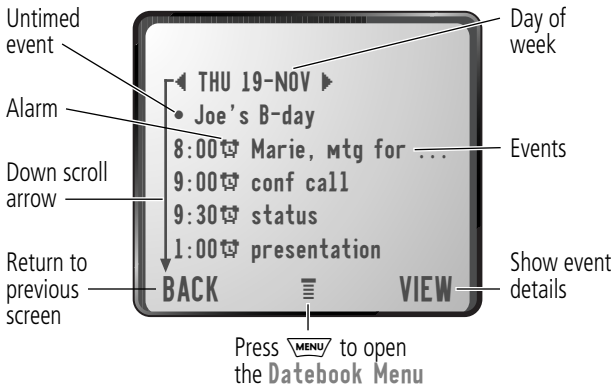 Untimed
event
Day of
week
THU 19-NOV
Alarm
• Joe's B-day
8:00 Marie, Mtg for ...
Events
9:00 conf call
Down scroll
arrow
9:30 status
1:00 presentation
Return to
previous
screen
BACK
VIEW
Show event
details
Press MENU to open
the Datebook Menu